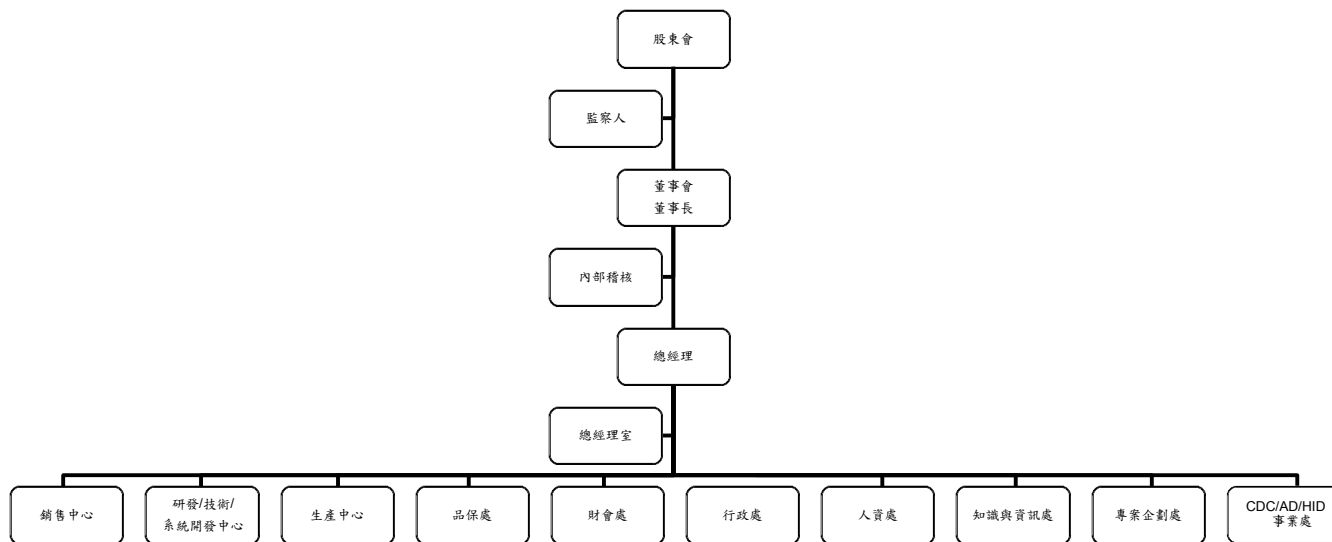 股東會
監察人
董事會
董事長
內部稽核
總經理
總經理室
銷售中心
研發/技術/
系統開發中心
生產中心
品保處
財會處
行政處
人資處
知識與資訊處
專案企劃處
CDC/AD/HID
事業處